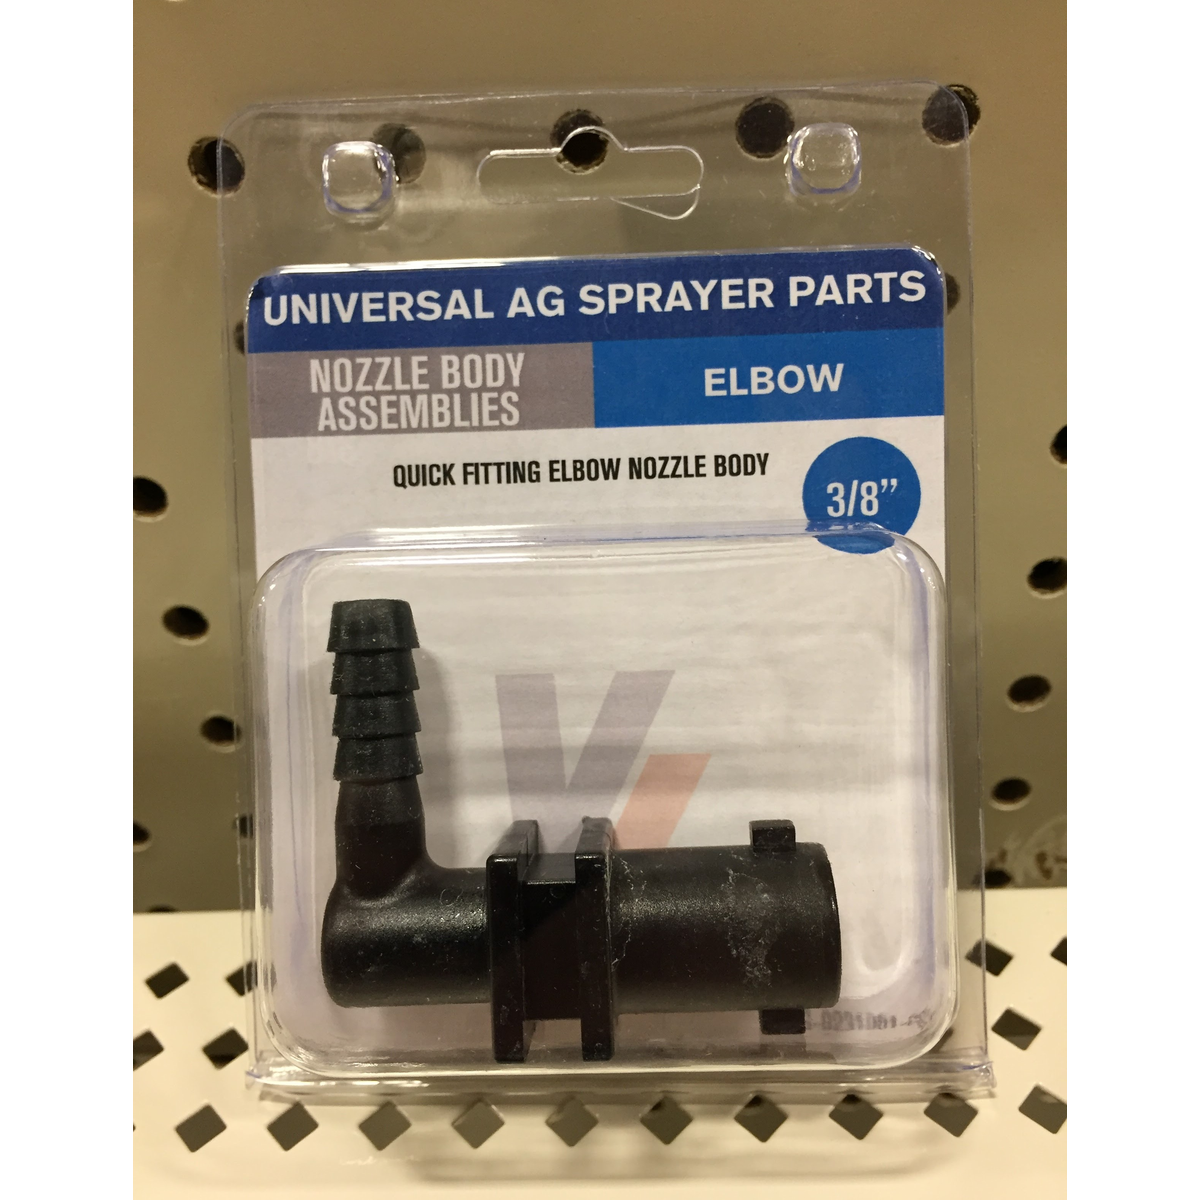 UNIVERSAL AG SPRAYER PARTS
NOZZLE BODY
ASSEMBLIES
ELBOW
QUICK FITTING ELBOW NOZZLE BODY
3/8”